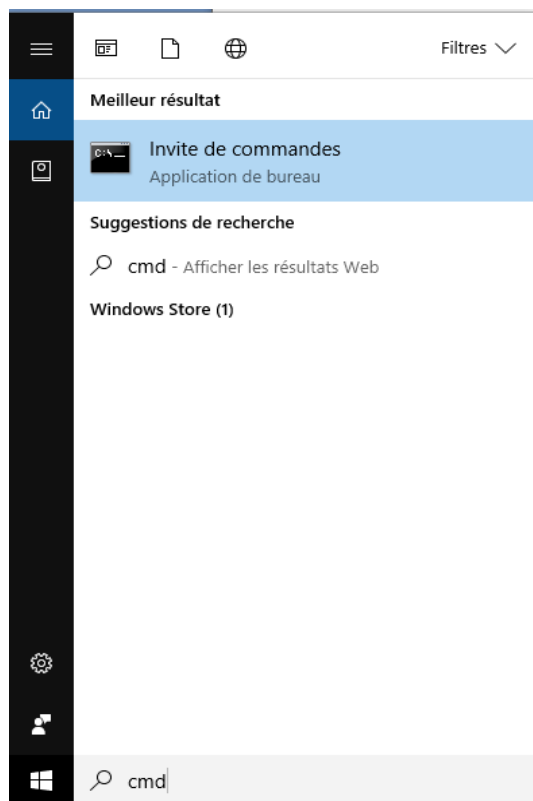 Filtres
Meilleur résultat
C:\
Invite de commandes
Application de bureau
Suggestions de recherche
cmd - Afficher les résultats Web
Windows Store (1)
cmd